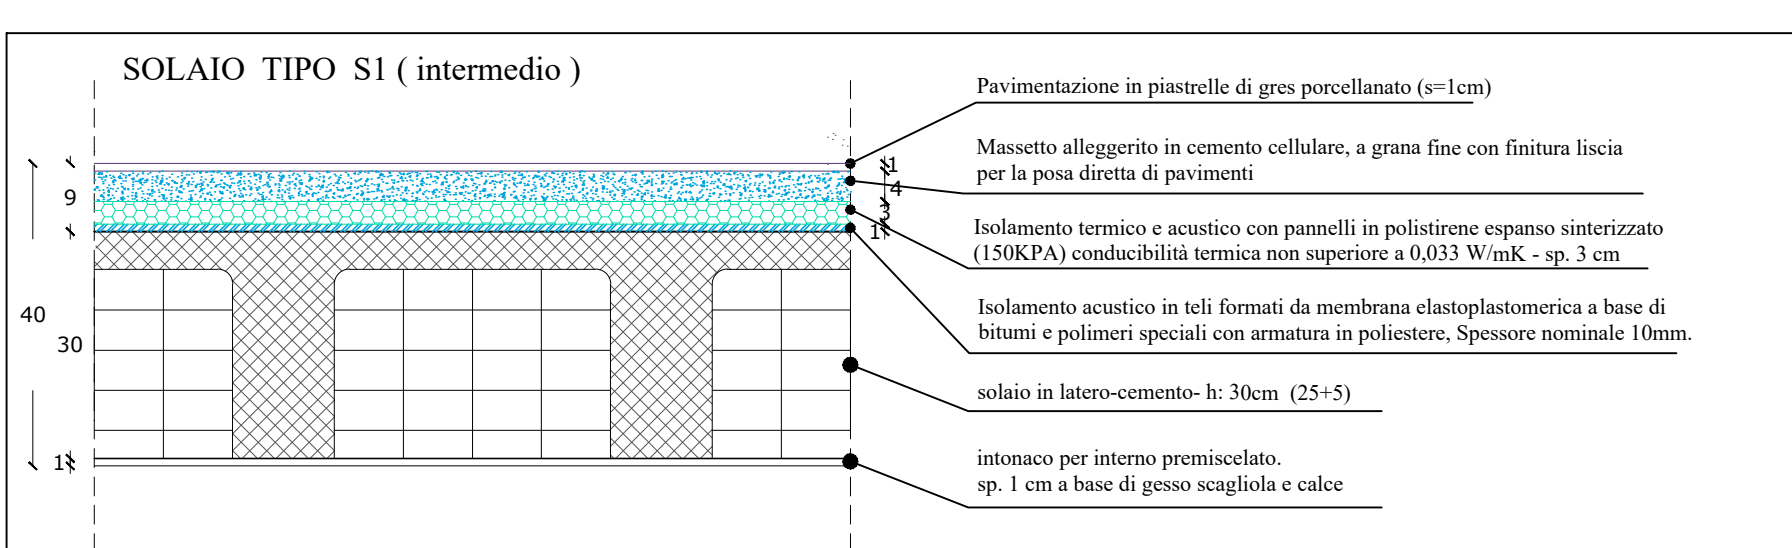 SOLAIO TIPO S1 ( intermedio )
Pavimentazione in piastrelle di gres porcellanato (s=1cm)
Massetto alleggerito in cemento cellulare, a grana fine con finitura liscia
per la posa diretta di pavimenti
Isolamento termico e acustico con pannelli in polistirene espanso sinterizzato
(150KPA) conducibilità termica non superiore a 0,033 W/mK - sp. 3 cm
Isolamento acustico in teli formati da membrana elastoplastomerica a base di
bitumi e polimeri speciali con armatura in poliestere, Spessore nominale 10mm.
solaio in latero-cemento- h: 30cm (25+5)
intonaco per interno premiscelato.
sp. 1 cm a base di gesso scagliola e calce
1
4
3
1
9
40
30
1